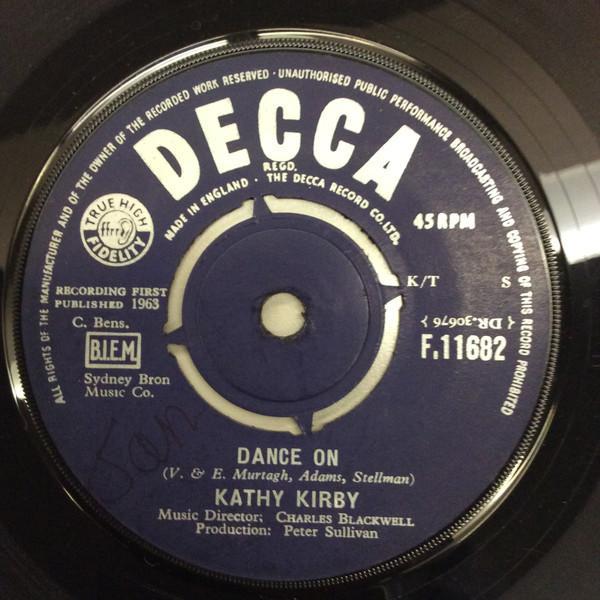 ALL RIGHTS OF THE MANUFACTURER AND OF THE OWNER OF THE RECORDED WORK RESERVED · UNAUTHORISED PUBLIC PERFORMANCE, BROADCASTING AND COPYING OF THIS RECORD PROHIBITED
DECCA
REGD.
MADE IN ENGLAND · THE DECCA RECORD CO. LTD.
TRUE HIGH
ffrr
FIDELITY
45 RPM
RECORDING FIRST
PUBLISHED 1963
K/T S
C. Bens.
{ DR-30676 }
B.I.E.M.
F.11682
Sydney Bron
Music Co.
Jan
DANCE ON
(V. & E. Murtagh, Adams, Stellman)
KATHY KIRBY
Music Director; CHARLES BLACKWELL
Production: Peter Sullivan